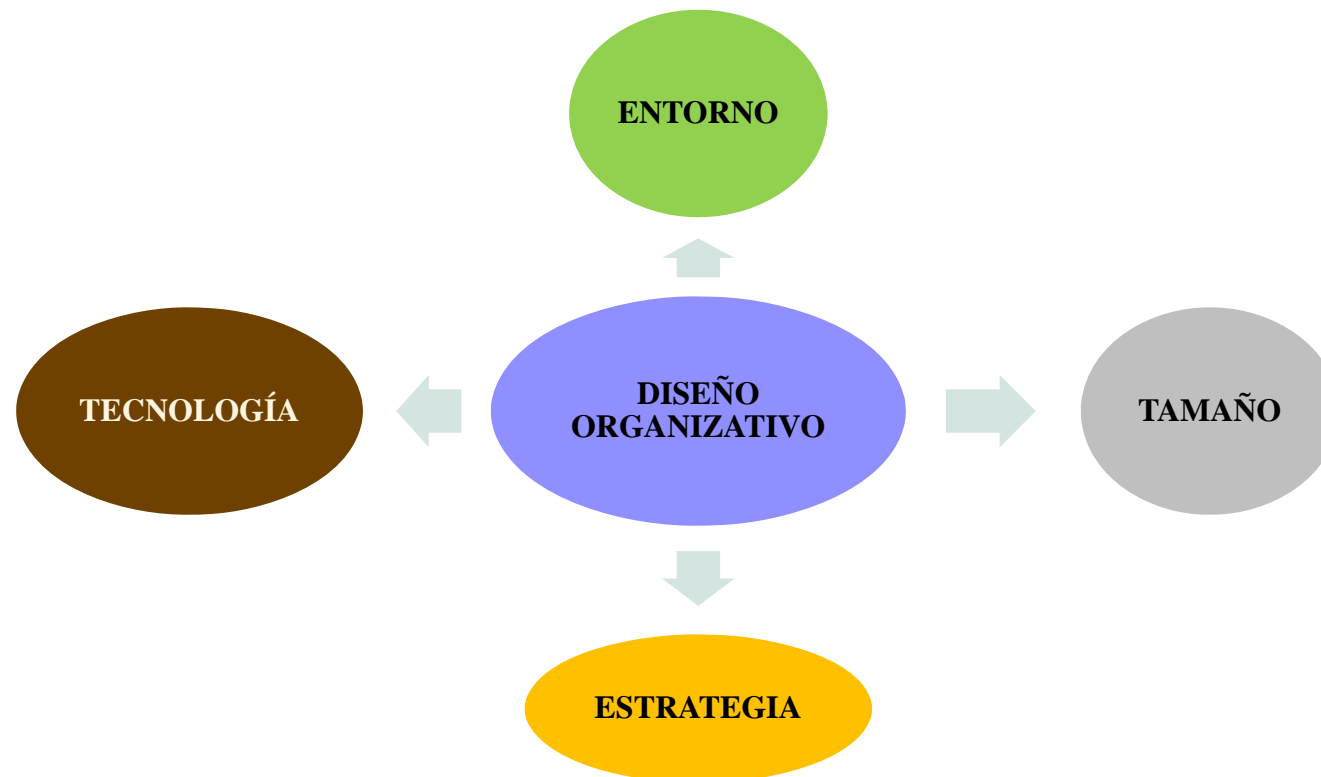 ENTORNO
TECNOLOGÍA
DISEÑO
ORGANIZATIVO
TAMAÑO
ESTRATEGIA